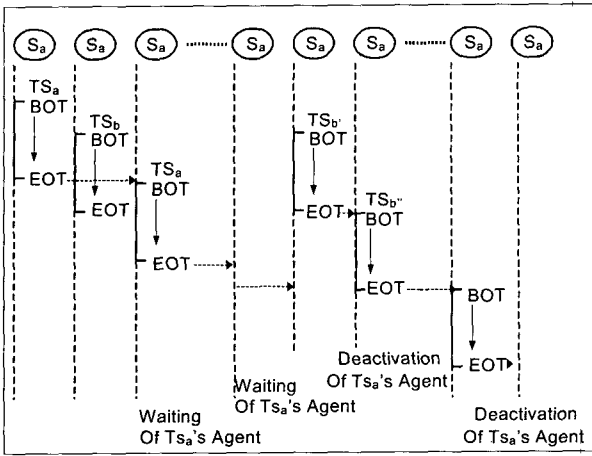 Sa Sa Sa ........ Sa Sa Sa ........ Sa Sa
TSa
BOT
EOT
TSb
BOT
EOT
TSa
BOT
EOT
TSb'
BOT
EOT
TSb''
BOT
EOT
BOT
EOT
Waiting
Of Tsa's Agent
Waiting
Of Tsa's Agent
Deactivation
Of Tsa's Agent
Deactivation
Of Tsa's Agent